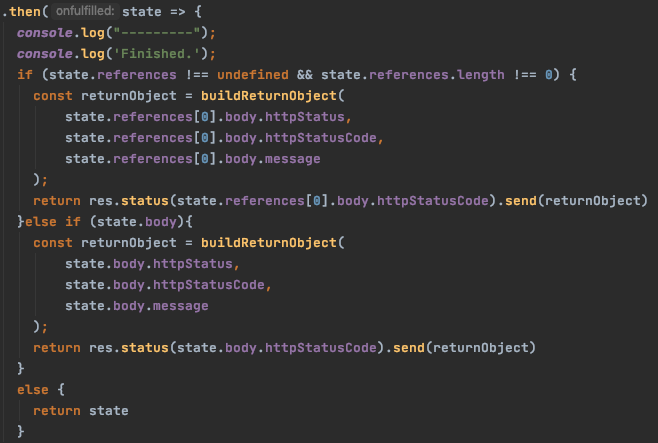 .then( onfulfilled: state => {
  console.log("---------");
  console.log('Finished.');
  if (state.references !== undefined && state.references.length !== 0) {
    const returnObject = buildReturnObject(
        state.references[0].body.httpStatus,
        state.references[0].body.httpStatusCode,
        state.references[0].body.message
    );
    return res.status(state.references[0].body.httpStatusCode).send(returnObject)
  }else if (state.body){
    const returnObject = buildReturnObject(
        state.body.httpStatus,
        state.body.httpStatusCode,
        state.body.message
    );
    return res.status(state.body.httpStatusCode).send(returnObject)
  }
  else {
    return state
  }